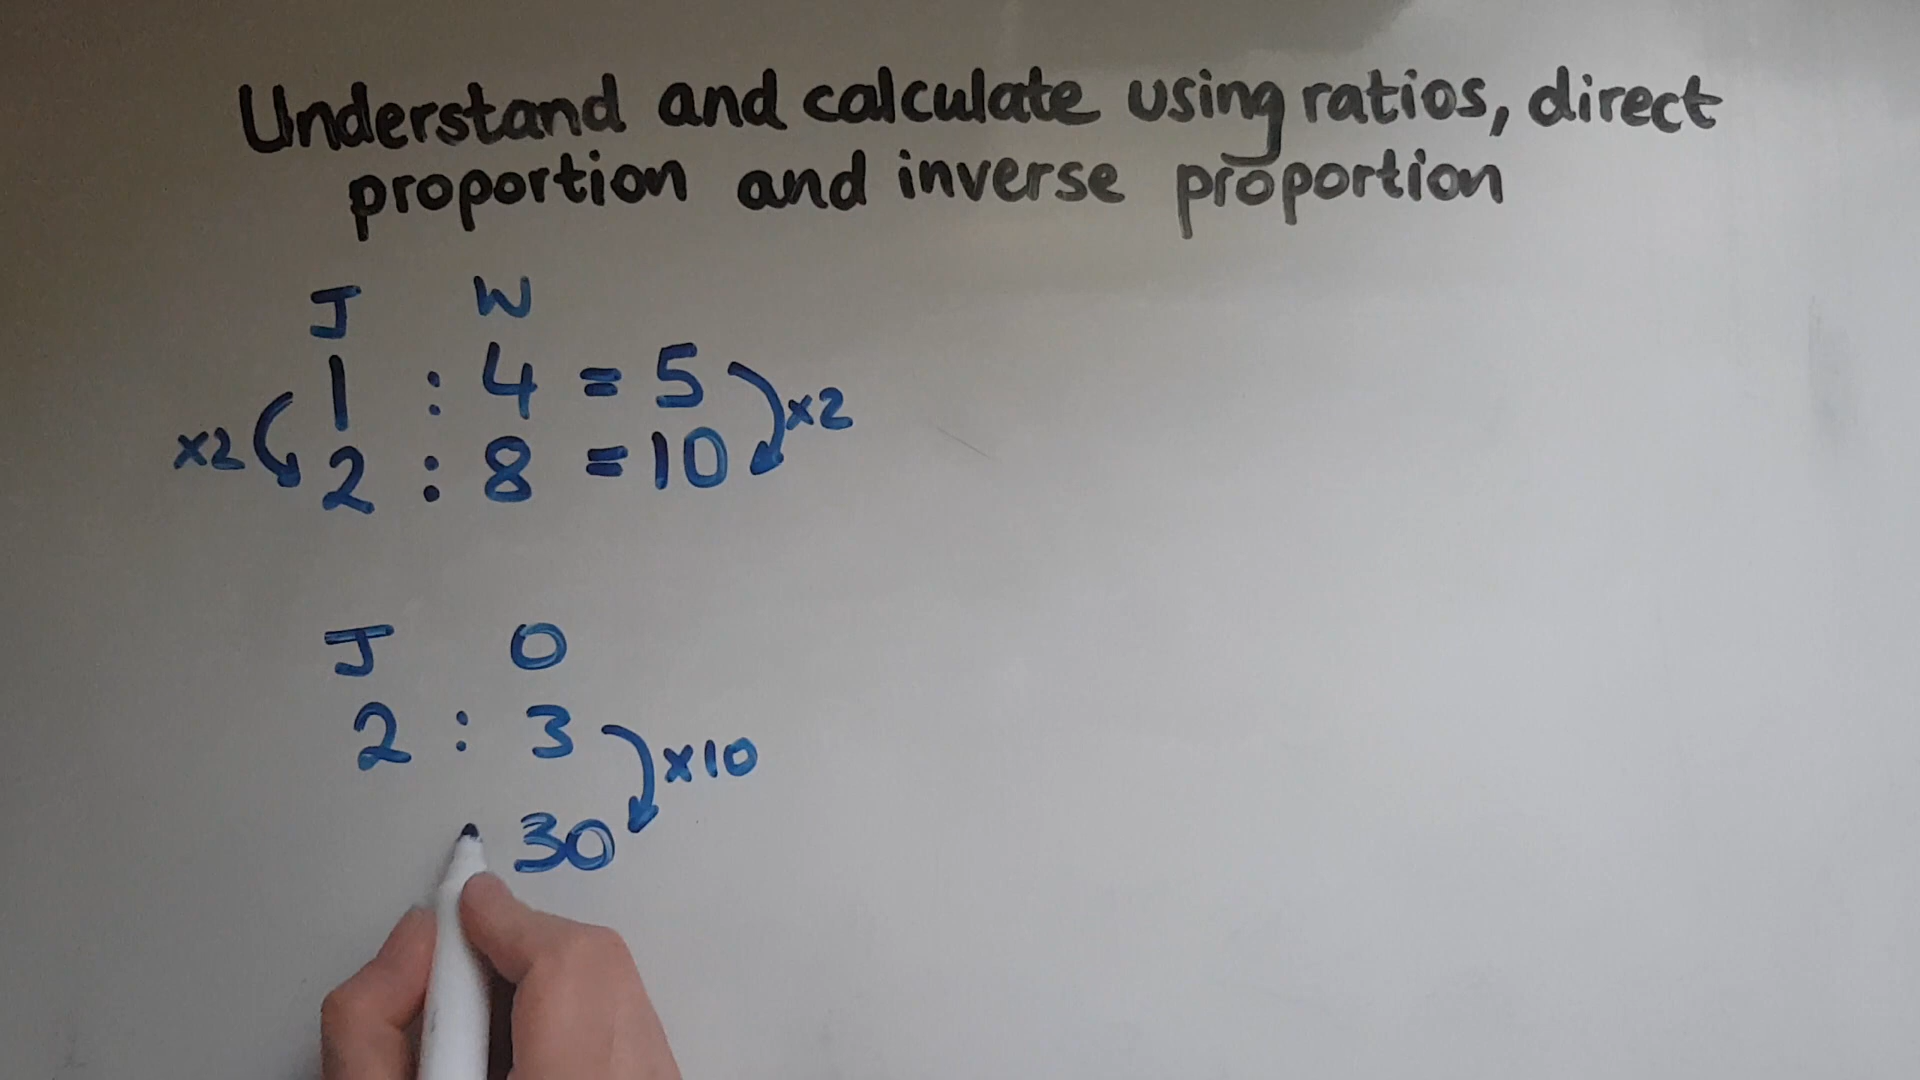 Understand and calculate using ratios, direct
proportion and inverse proportion
J W
1 : 4 = 5
x2 x2
2 : 8 = 10
J O
2 : 3
x10
30